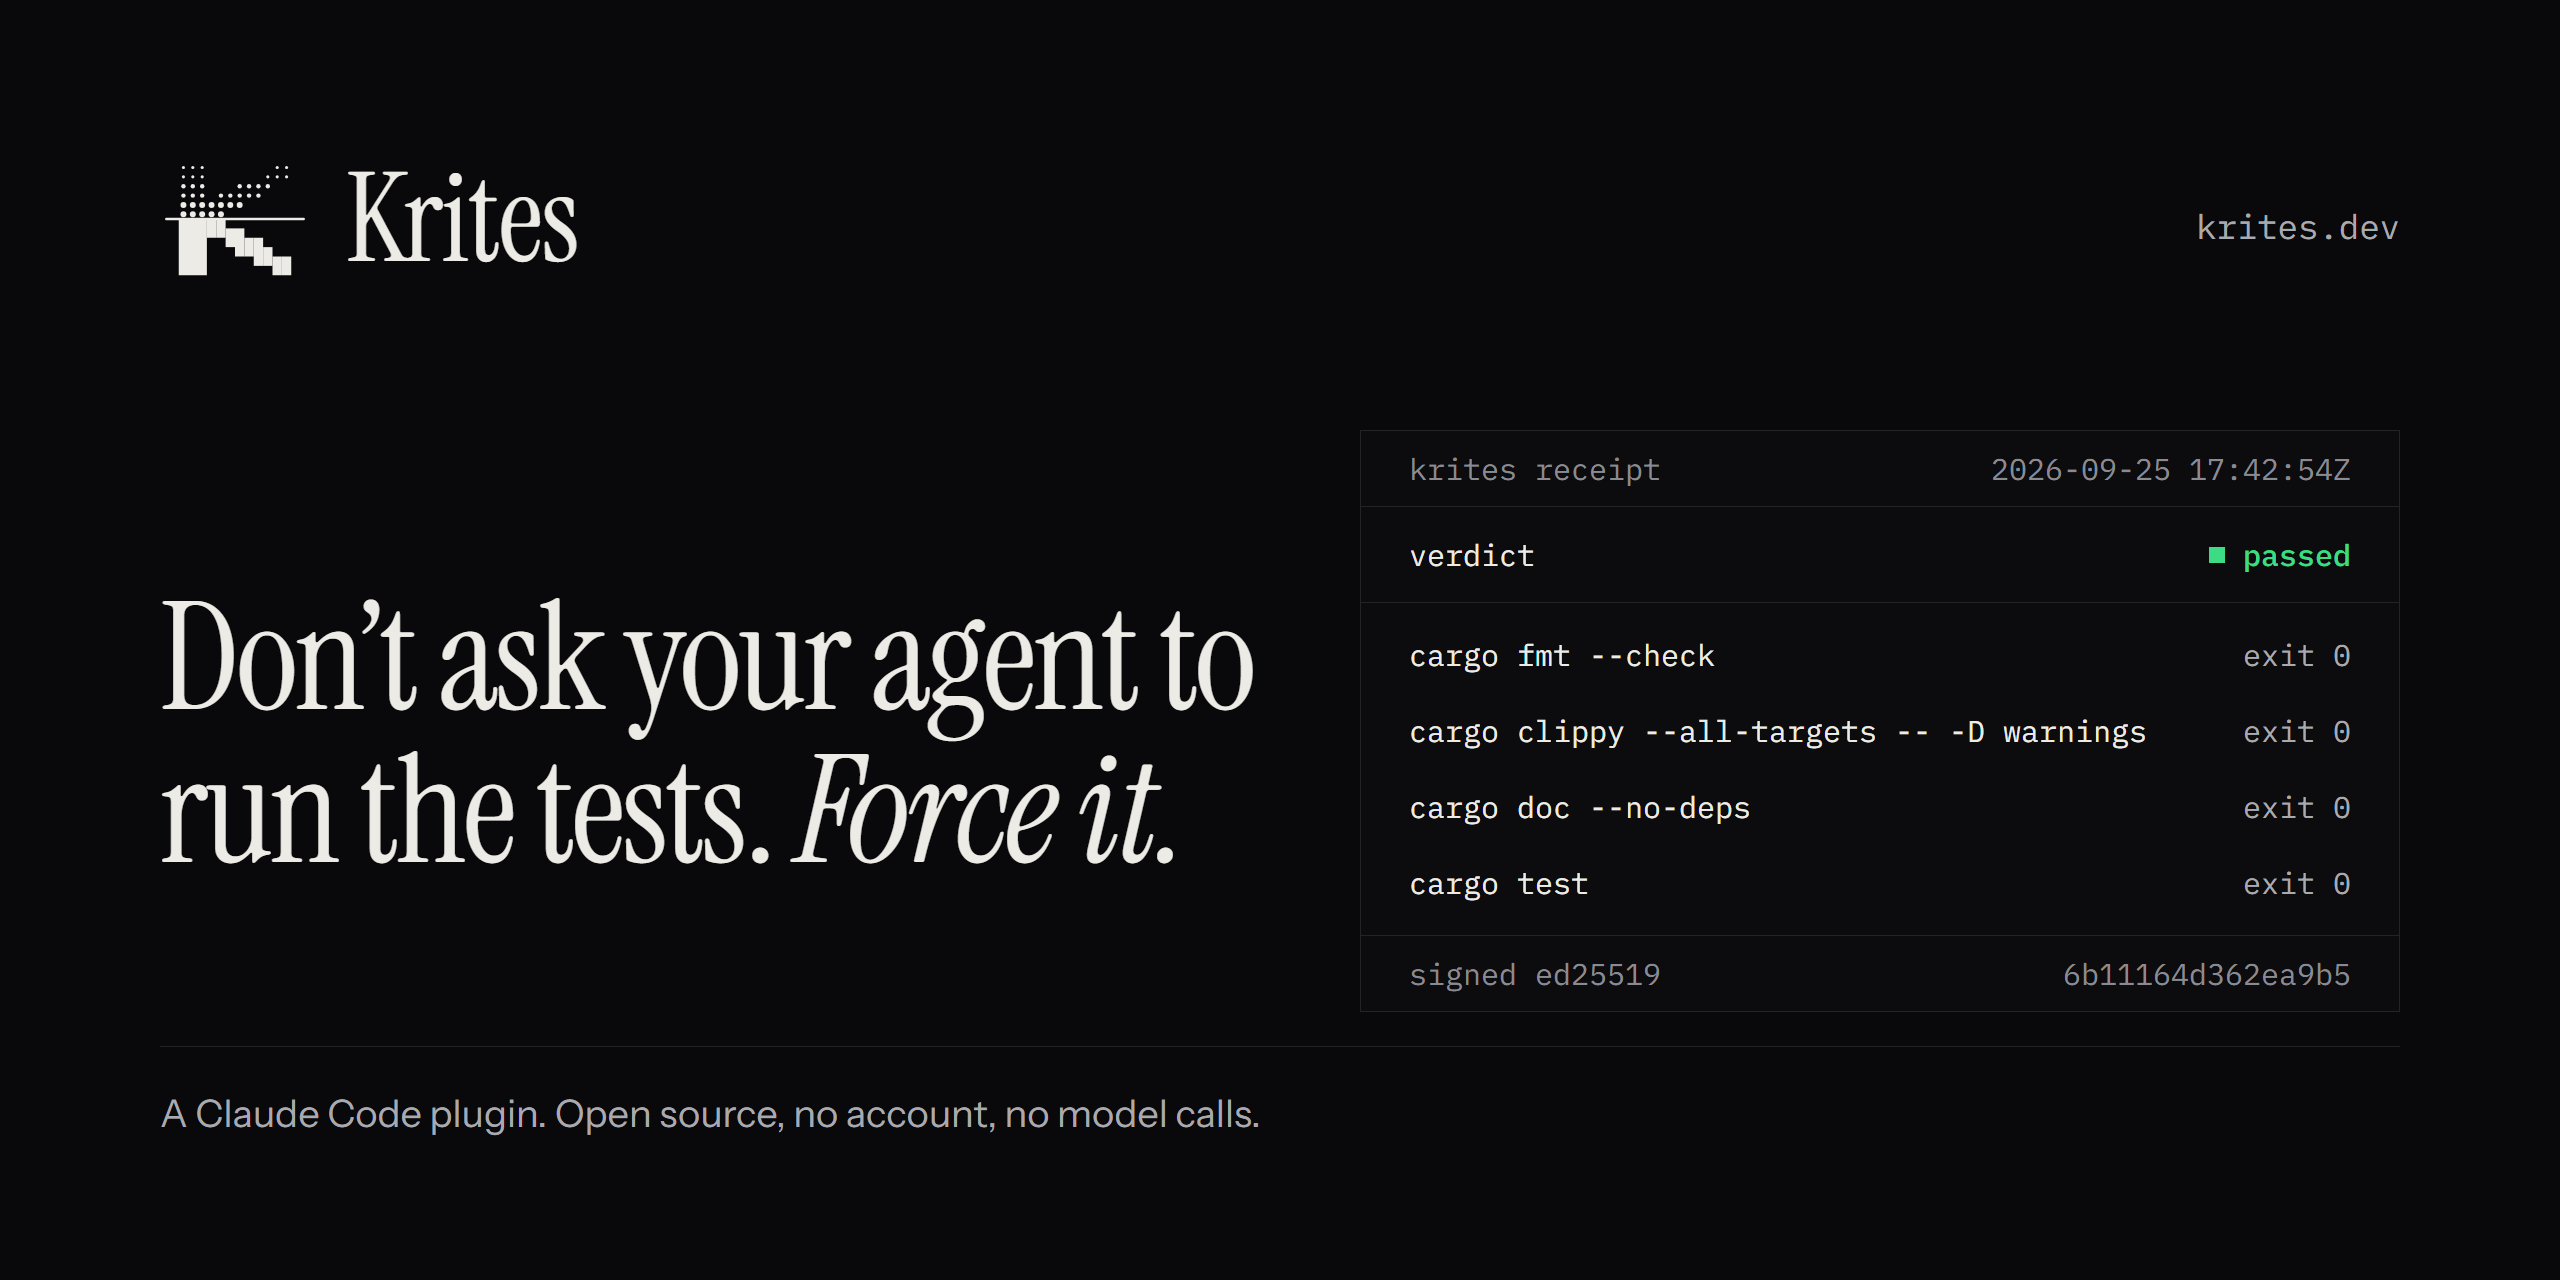 Krites
krites.dev
Don’t ask your agent to
run the tests. Force it.
krites receipt 2026-09-25 17:42:54Z
verdict passed
cargo fmt --check exit 0
cargo clippy --all-targets -- -D warnings exit 0
cargo doc --no-deps exit 0
cargo test exit 0
signed ed25519 6b11164d362ea9b5
A Claude Code plugin. Open source, no account, no model calls.